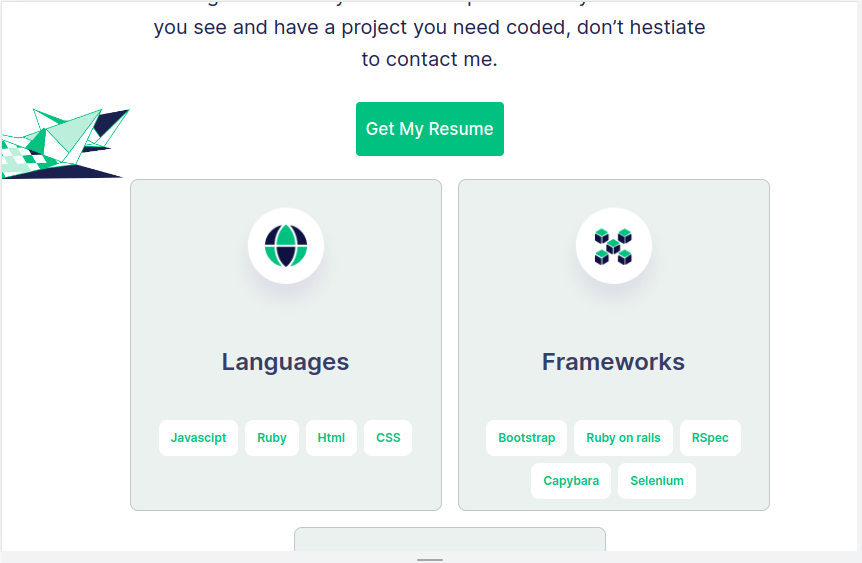 you see and have a project you need coded, don’t hestiate
to contact me.
Get My Resume
Languages
Javascipt Ruby Html CSS
Frameworks
Bootstrap Ruby on rails RSpec
Capybara Selenium